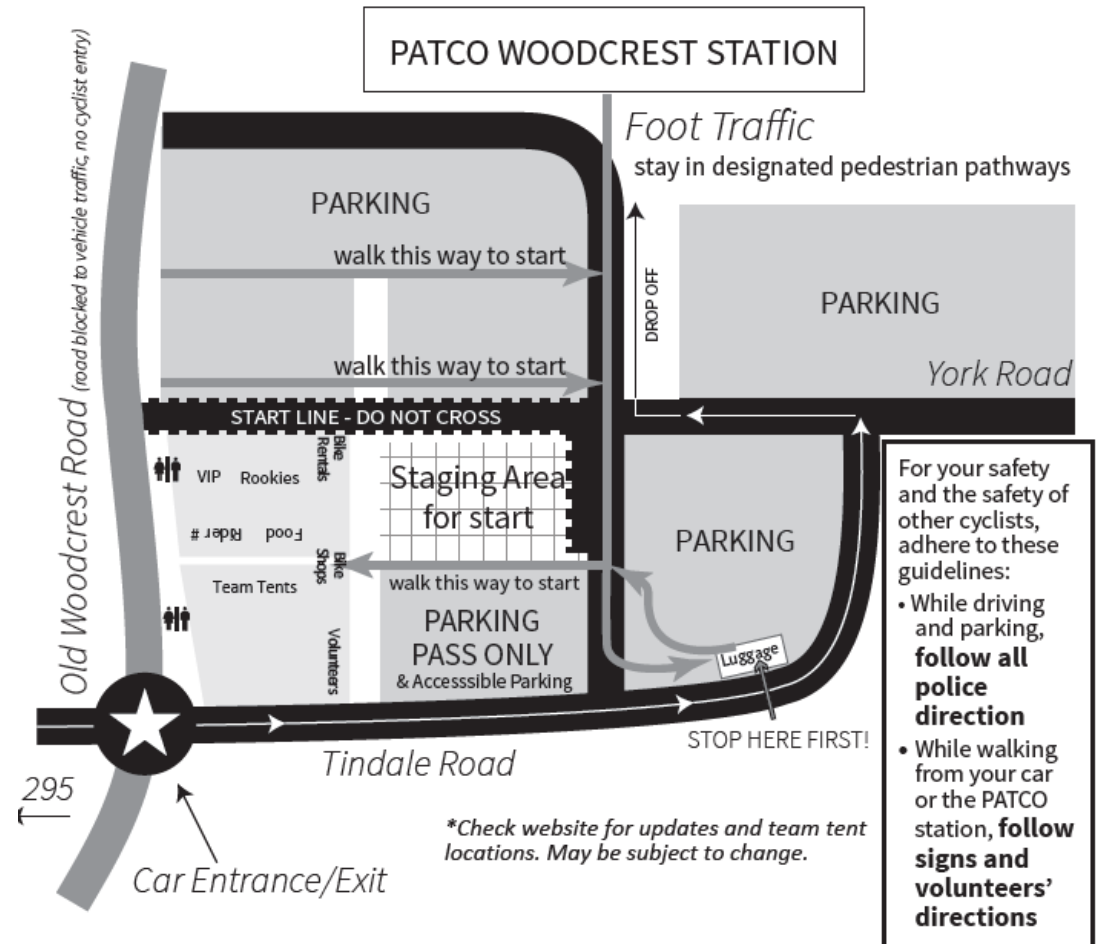 PATCO WOODCREST STATION
Old Woodcrest Road (road blocked to vehicle traffic, no cyclist entry)
Foot Traffic
stay in designated pedestrian pathways
PARKING
walk this way to start
DROP OFF
PARKING
walk this way to start
York Road
START LINE - DO NOT CROSS
VIP
Rookies
Rider #
Food
Bike
Rentals
Bike
Shops
Team Tents
Volunteers
Staging Area
for start
walk this way to start
PARKING
PASS ONLY
& Accesssible Parking
PARKING
Luggage
STOP HERE FIRST!
Tindale Road
295
Car Entrance/Exit
*Check website for updates and team tent
locations. May be subject to change.
For your safety
and the safety of
other cyclists,
adhere to these
guidelines:
• While driving
and parking,
follow all
police
direction
• While walking
from your car
or the PATCO
station, follow
signs and
volunteers’
directions